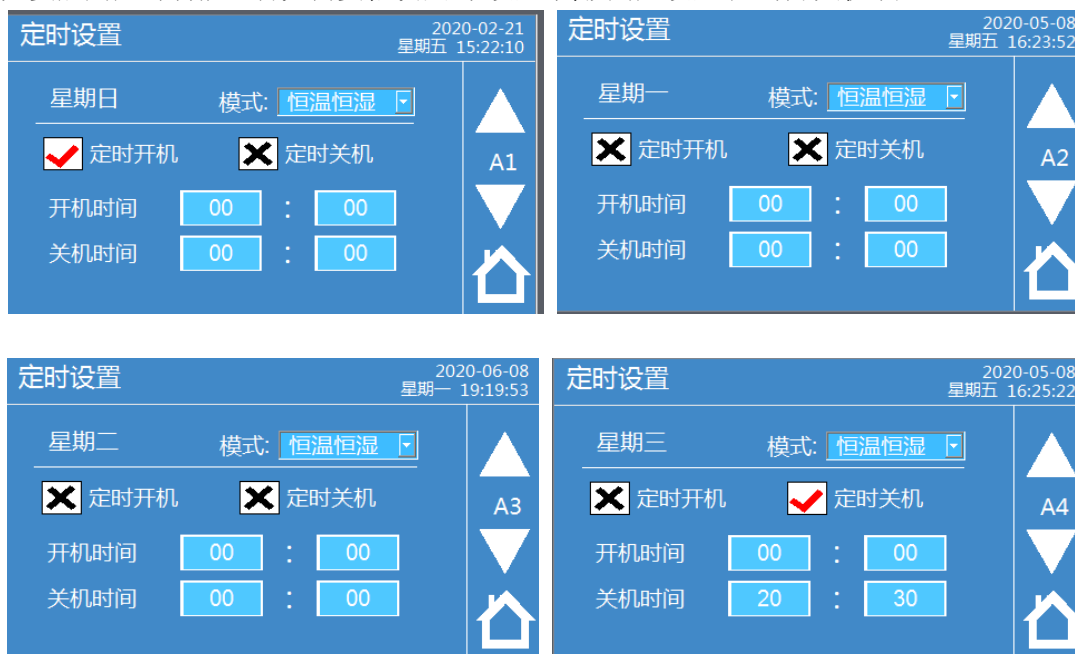 定时设置
2020-02-21
星期五 15:22:10
星期日 模式: 恒温恒湿
定时开机 定时关机
A1
开机时间 00 : 00
关机时间 00 : 00
定时设置
2020-05-08
星期五 16:23:52
星期一 模式: 恒温恒湿
定时开机 定时关机
A2
开机时间 00 : 00
关机时间 00 : 00
定时设置
2020-06-08
星期一 19:19:53
星期二 模式: 恒温恒湿
定时开机 定时关机
A3
开机时间 00 : 00
关机时间 00 : 00
定时设置
2020-05-08
星期五 16:25:22
星期三 模式: 恒温恒湿
定时开机 定时关机
A4
开机时间 00 : 00
关机时间 20 : 30